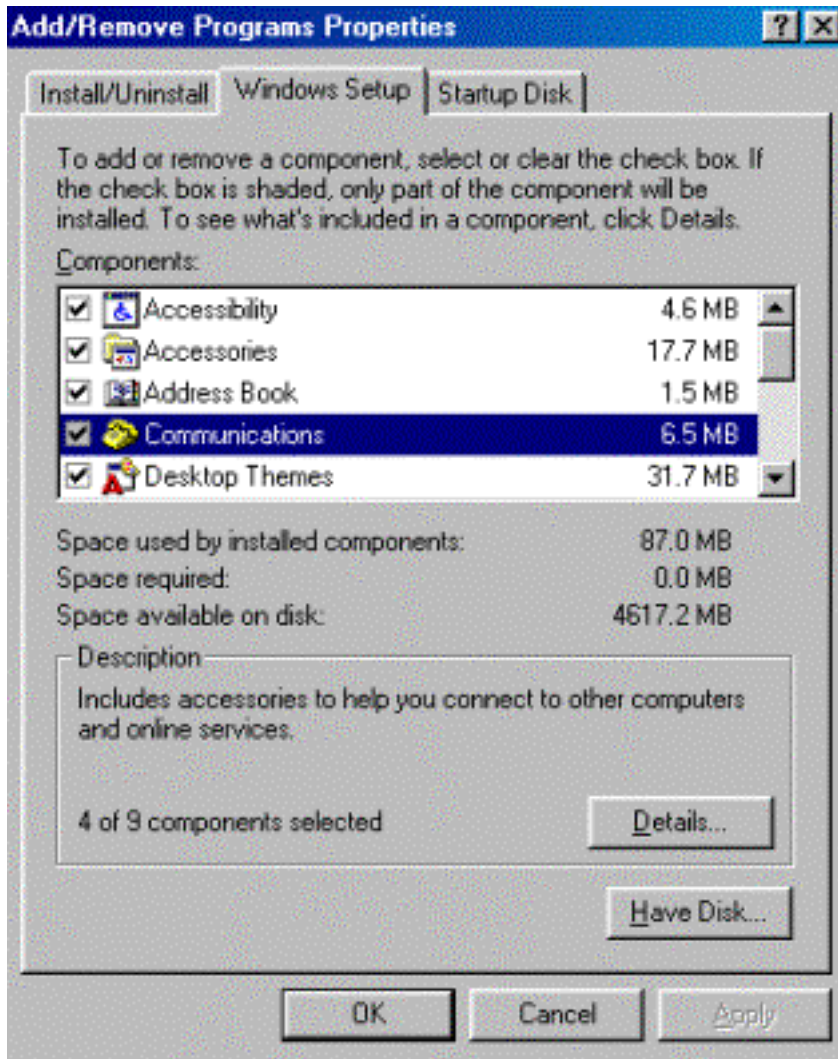 Add/Remove Programs Properties
Install/Uninstall Windows Setup Startup Disk
To add or remove a component, select or clear the check box. If
the check box is shaded, only part of the component will be
installed. To see what's included in a component, click Details.
Components:
Accessibility 4.6 MB
Accessories 17.7 MB
Address Book 1.5 MB
Communications 6.5 MB
Desktop Themes 31.7 MB
Space used by installed components: 87.0 MB
Space required: 0.0 MB
Space available on disk: 4617.2 MB
Description
Includes accessories to help you connect to other computers
and online services.
4 of 9 components selected Details...
Have Disk...
OK Cancel Apply